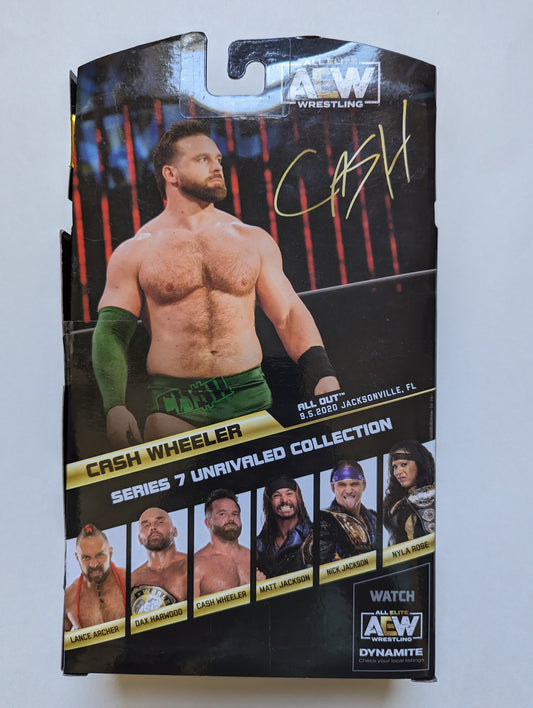 ALL ELITE
AEW
WRESTLING
CASH
CASH
ALL OUT™
9.5.2020 JACKSONVILLE, FL
CASH WHEELER
SERIES 7 UNRIVALED COLLECTION
LANCE ARCHER
DAX HARWOOD
CASH WHEELER
MATT JACKSON
NICK JACKSON
NYLA ROSE
WATCH
ALL ELITE
AEW
WRESTLING
DYNAMITE
Check your local listings